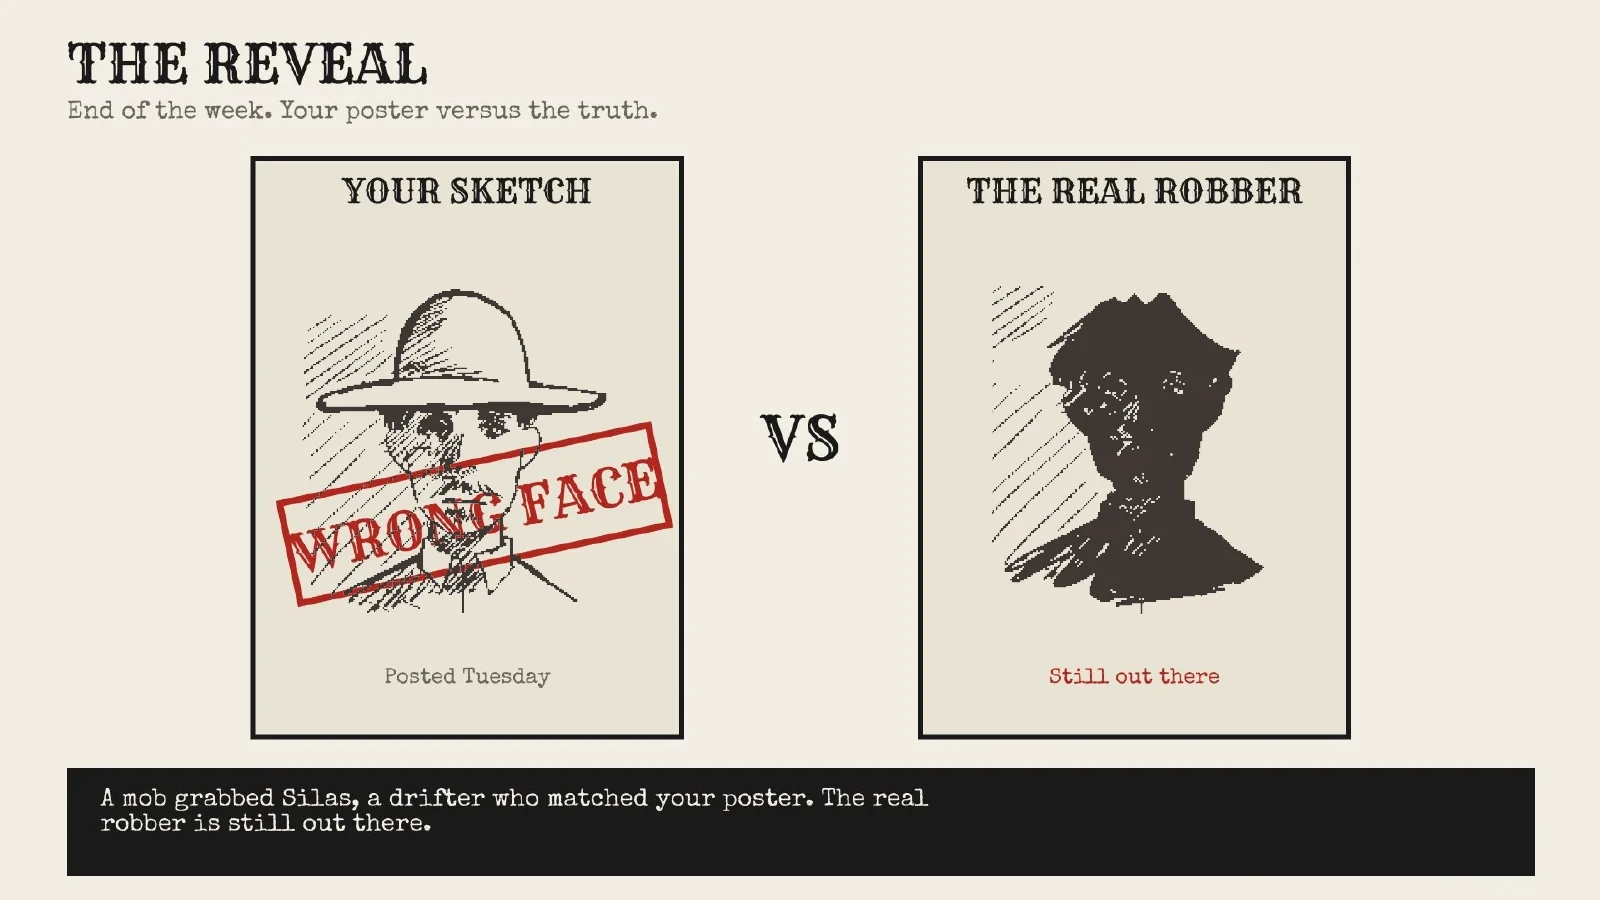 THE REVEAL
End of the week. Your poster versus the truth.
YOUR SKETCH
WRONG FACE
Posted Tuesday
VS
THE REAL ROBBER
Still out there
A mob grabbed Silas, a drifter who matched your poster. The real
robber is still out there.